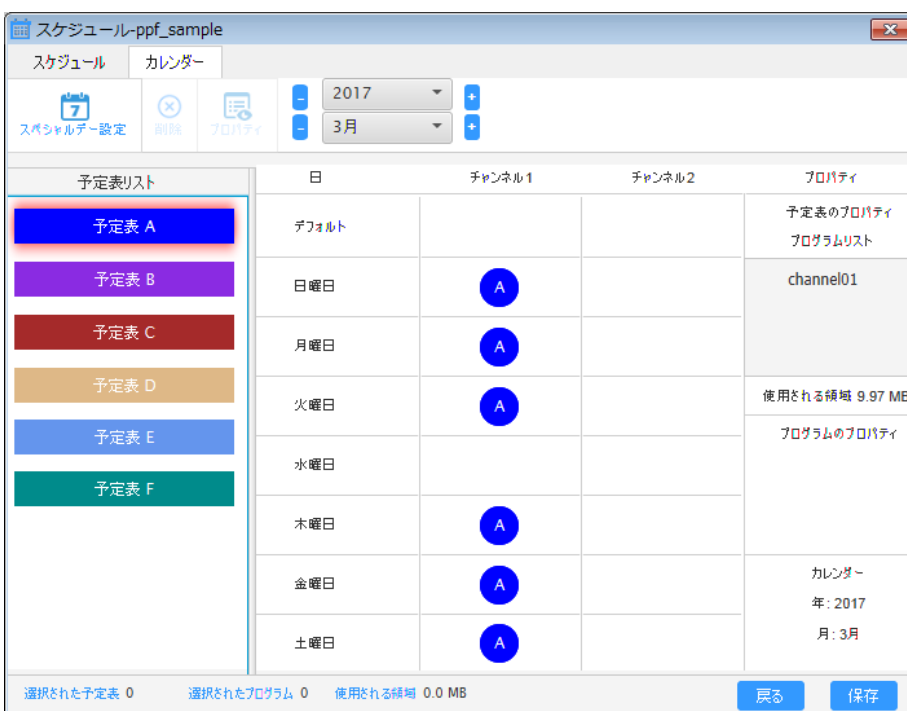 スケジュール-ppf_sample
スケジュール カレンダー
7
スペシャルデー設定 削除 プロパティ
- 2017 +
- 3月 +
予定表リスト
予定表 A
予定表 B
予定表 C
予定表 D
予定表 E
予定表 F
日 チャンネル1 チャンネル2
デフォルト
日曜日 A
月曜日 A
火曜日 A
水曜日
木曜日 A
金曜日 A
土曜日 A
プロパティ
予定表のプロパティ
プログラムリスト
channel01
使用される領域 9.97 MB
プログラムのプロパティ
カレンダー
年: 2017
月: 3月
選択された予定表 0 選択されたプログラム 0 使用される領域 0.0 MB
戻る 保存